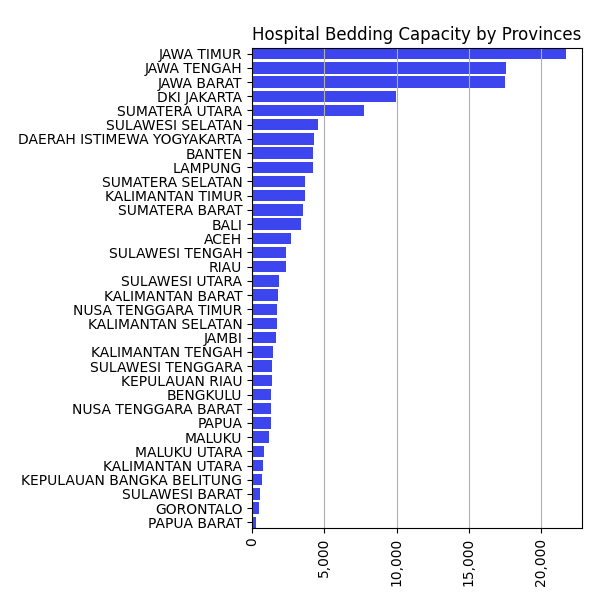 Hospital Bedding Capacity by Provinces
JAWA TIMUR
JAWA TENGAH
JAWA BARAT
DKI JAKARTA
SUMATERA UTARA
SULAWESI SELATAN
DAERAH ISTIMEWA YOGYAKARTA
BANTEN
LAMPUNG
SUMATERA SELATAN
KALIMANTAN TIMUR
SUMATERA BARAT
BALI
ACEH
SULAWESI TENGAH
RIAU
SULAWESI UTARA
KALIMANTAN BARAT
NUSA TENGGARA TIMUR
KALIMANTAN SELATAN
JAMBI
KALIMANTAN TENGAH
SULAWESI TENGGARA
KEPULAUAN RIAU
BENGKULU
NUSA TENGGARA BARAT
PAPUA
MALUKU
MALUKU UTARA
KALIMANTAN UTARA
KEPULAUAN BANGKA BELITUNG
SULAWESI BARAT
GORONTALO
PAPUA BARAT
0
5,000
10,000
15,000
20,000